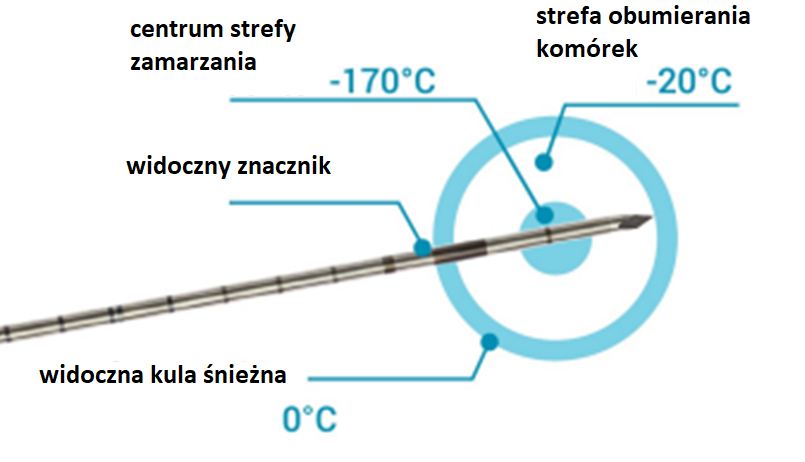 centrum strefy
zamarzania
-170°C
strefa obumierania
komórek
-20°C
widoczny znacznik
widoczna kula śnieżna
0°C